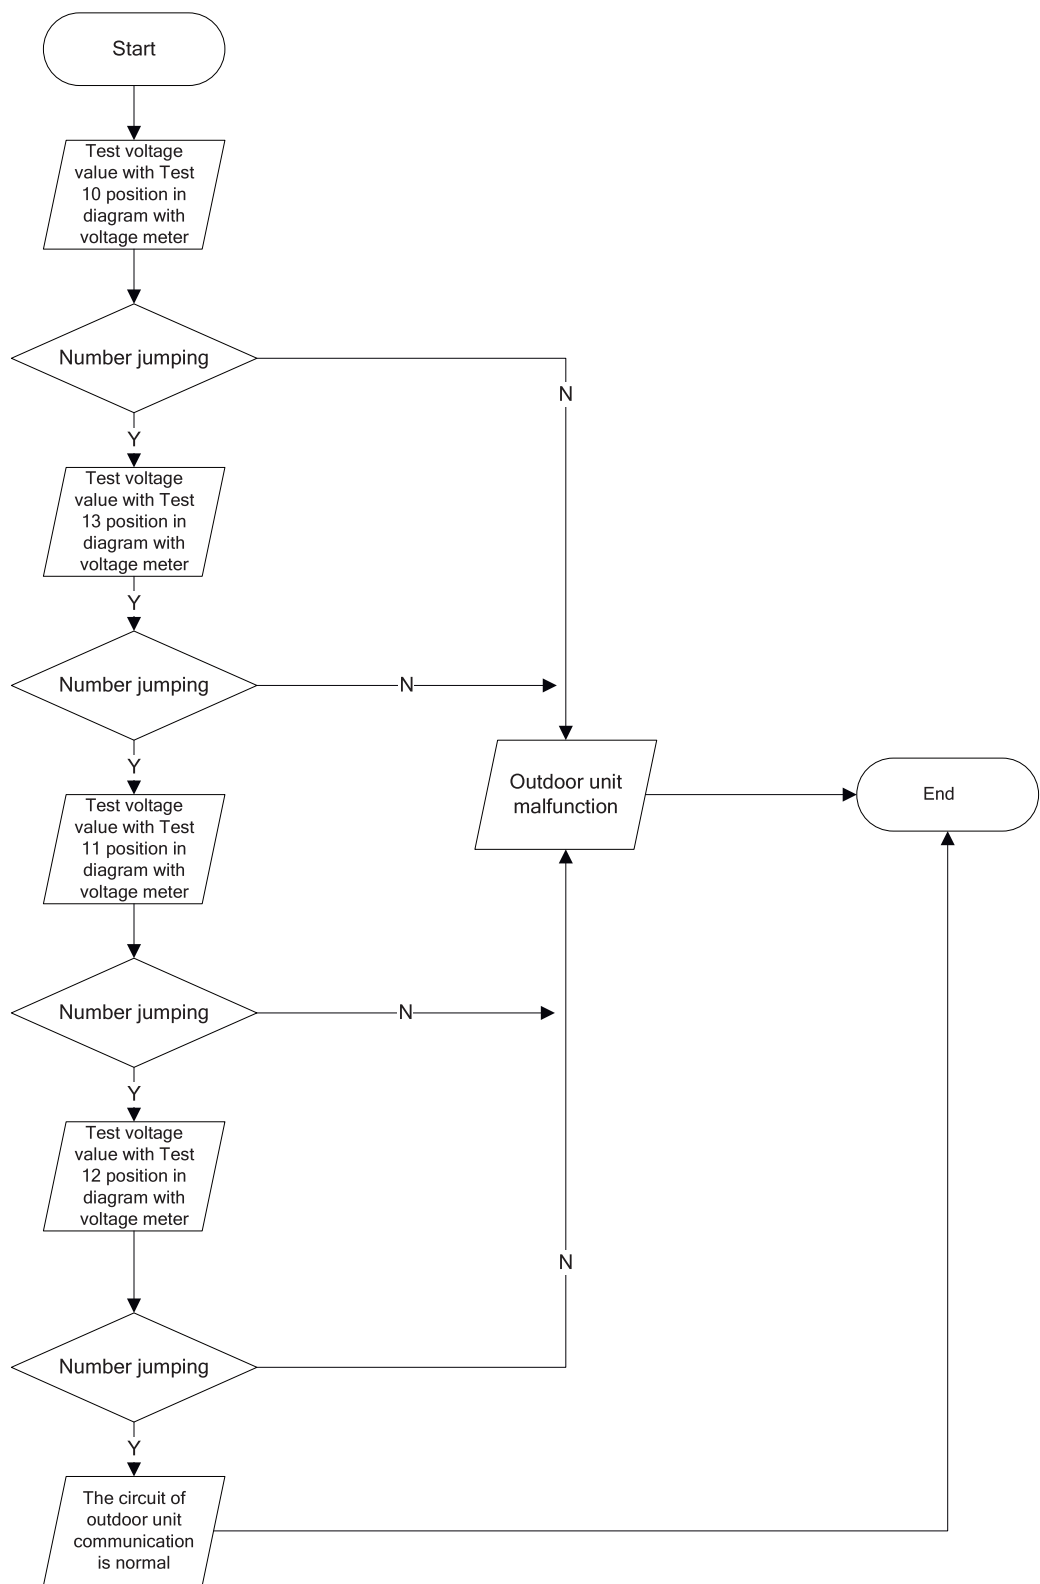 Start
Test voltage
value with Test
10 position in
diagram with
voltage meter
Number jumping
N
Y
Test voltage
value with Test
13 position in
diagram with
voltage meter
Y
Number jumping
N
Y
Outdoor unit
malfunction
End
Test voltage
value with Test
11 position in
diagram with
voltage meter
Number jumping
N
Y
Test voltage
value with Test
12 position in
diagram with
voltage meter
N
Number jumping
Y
The circuit of
outdoor unit
communication
is normal